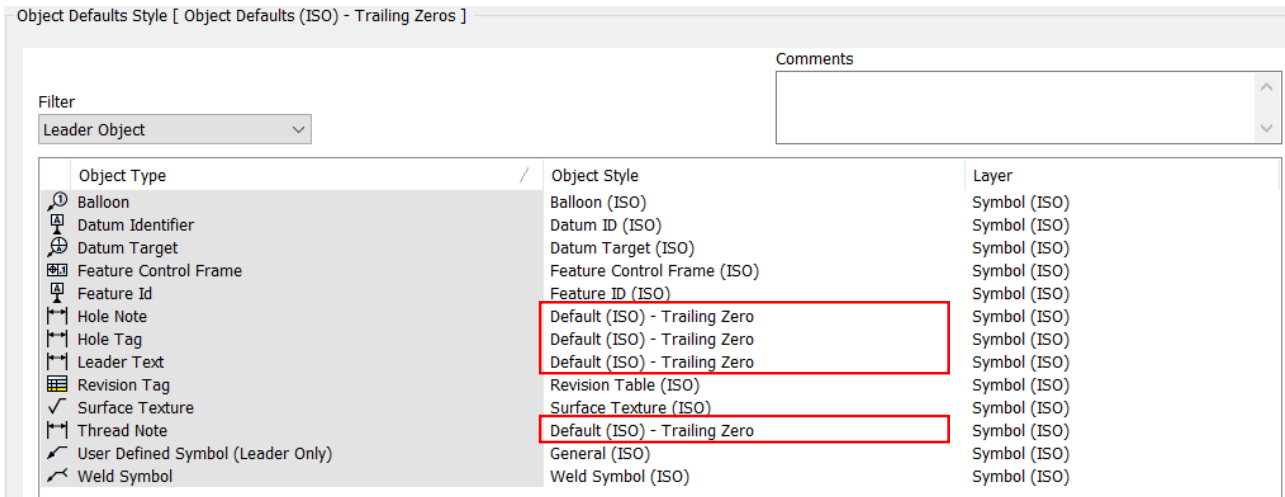 Object Defaults Style [ Object Defaults (ISO) - Trailing Zeros ]
Comments
Filter
Leader Object
Object Type Object Style Layer
Balloon Balloon (ISO) Symbol (ISO)
Datum Identifier Datum ID (ISO) Symbol (ISO)
Datum Target Datum Target (ISO) Symbol (ISO)
Feature Control Frame Feature Control Frame (ISO) Symbol (ISO)
Feature Id Feature ID (ISO) Symbol (ISO)
Hole Note Default (ISO) - Trailing Zero Symbol (ISO)
Hole Tag Default (ISO) - Trailing Zero Symbol (ISO)
Leader Text Default (ISO) - Trailing Zero Symbol (ISO)
Revision Tag Revision Table (ISO) Symbol (ISO)
Surface Texture Surface Texture (ISO) Symbol (ISO)
Thread Note Default (ISO) - Trailing Zero Symbol (ISO)
User Defined Symbol (Leader Only) General (ISO) Symbol (ISO)
Weld Symbol Weld Symbol (ISO) Symbol (ISO)